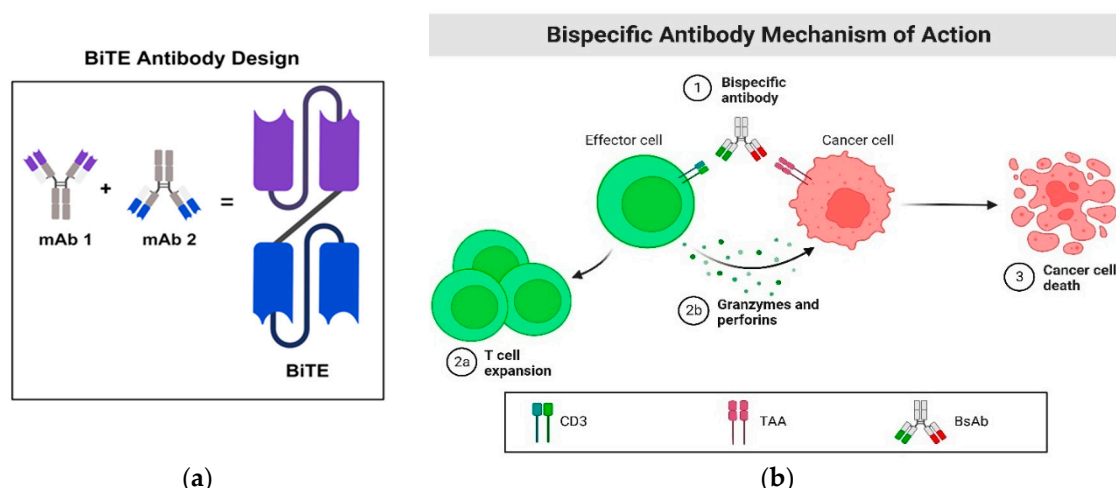 BiTE Antibody Design
mAb 1
+
mAb 2
=
BiTE
(a)
Bispecific Antibody Mechanism of Action
1
Bispecific
antibody
Effector cell
Cancer cell
2a
T cell
expansion
2b
Granzymes and
perforins
3
Cancer cell
death
CD3
TAA
BsAb
(b)